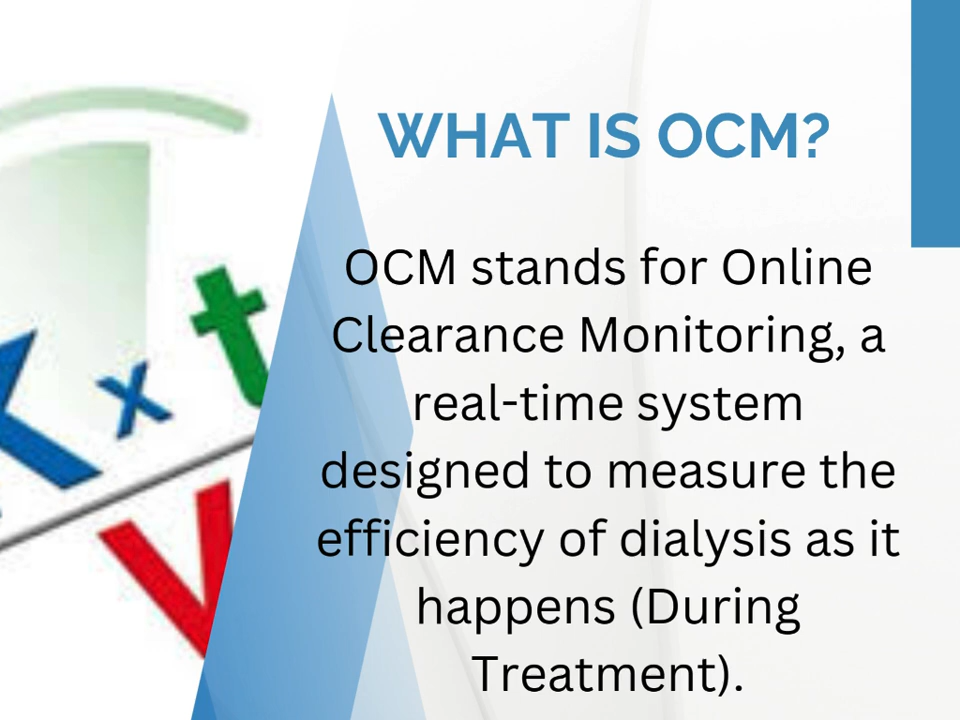 WHAT IS OCM?
K x t
V
OCM stands for Online
Clearance Monitoring, a
real-time system
designed to measure the
efficiency of dialysis as it
happens (During
Treatment).